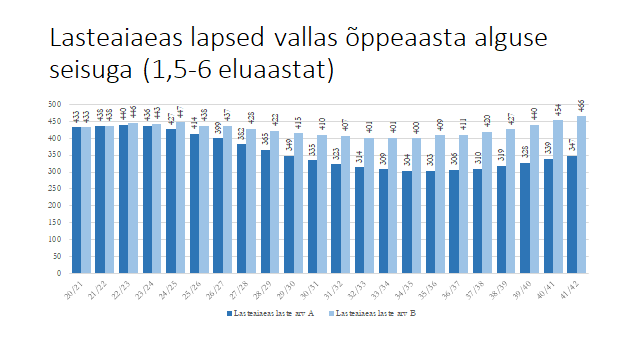 Lasteaiaeas lapsed vallas õppeaasta alguse
seisuga (1,5-6 eluaastat)
500
450
400
350
300
250
200
150
100
50
0
433 433 438 438 440 446 436 443 427 447 414 438 399 437 382 428 365 422 349 415 335 410 323 407 314 401 309 401 304 400 303 409 306 411 310 420 319 427 328 440 339 454 347 466
20/21 21/22 22/23 23/24 24/25 25/26 26/27 27/28 28/29 29/30 30/31 31/32 32/33 33/34 34/35 35/36 36/37 37/38 38/39 39/40 40/41 41/42
Lasteaiaeas laste arv A Lasteaiaeas laste arv B